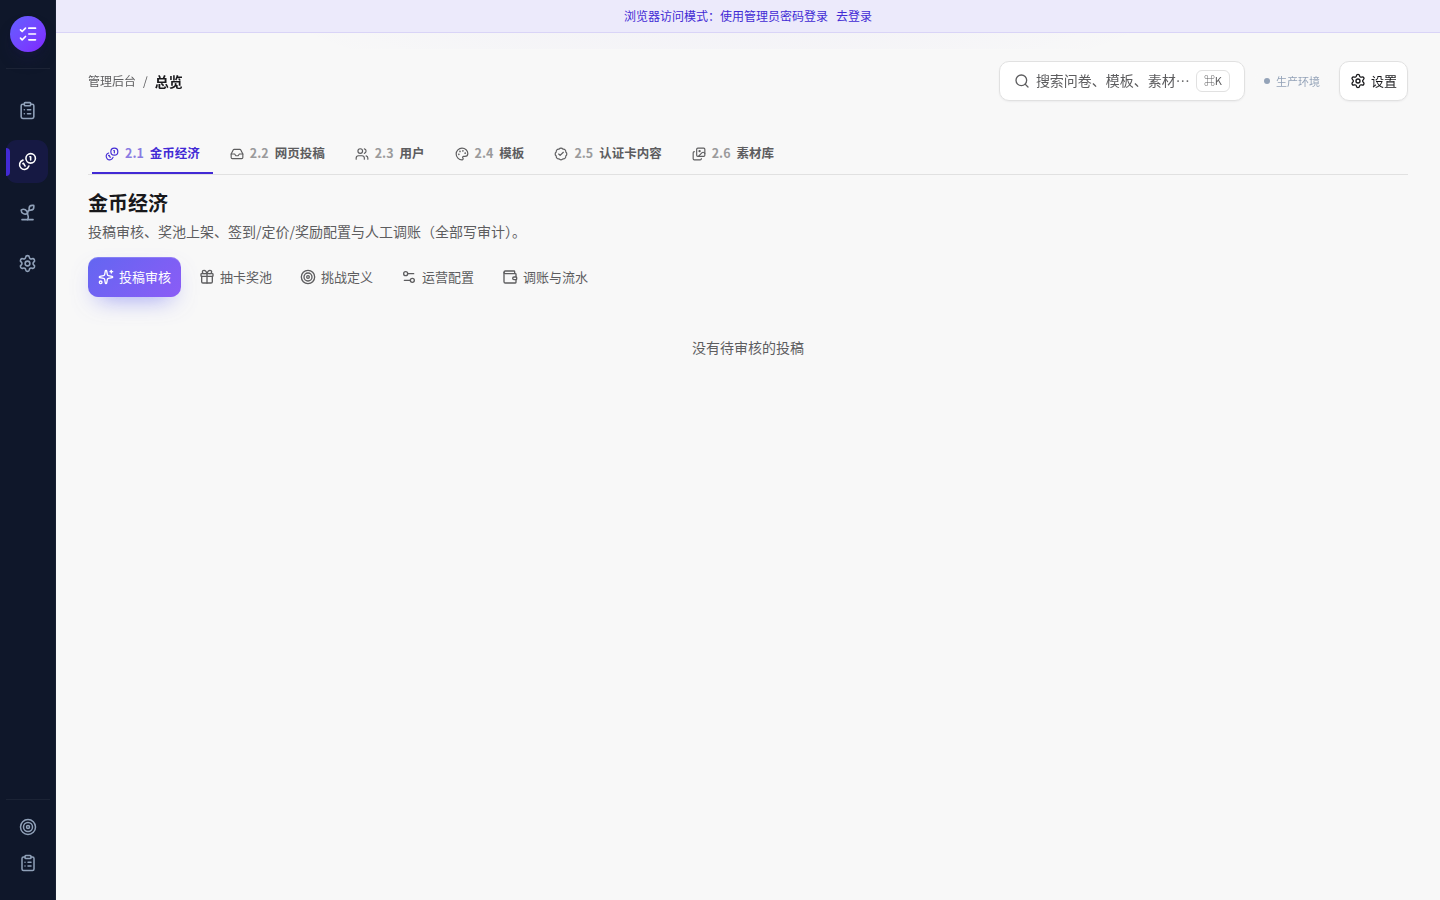 浏览器访问模式：使用管理员密码登录 去登录
管理后台 / 总览
搜索问卷、模板、素材… ⌘K
生产环境
设置
2.1 金币经济
2.2 网页投稿
2.3 用户
2.4 模板
2.5 认证卡内容
2.6 素材库
金币经济
投稿审核、奖池上架、签到/定价/奖励配置与人工调账（全部写审计）。
投稿审核
抽卡奖池
挑战定义
运营配置
调账与流水
没有待审核的投稿